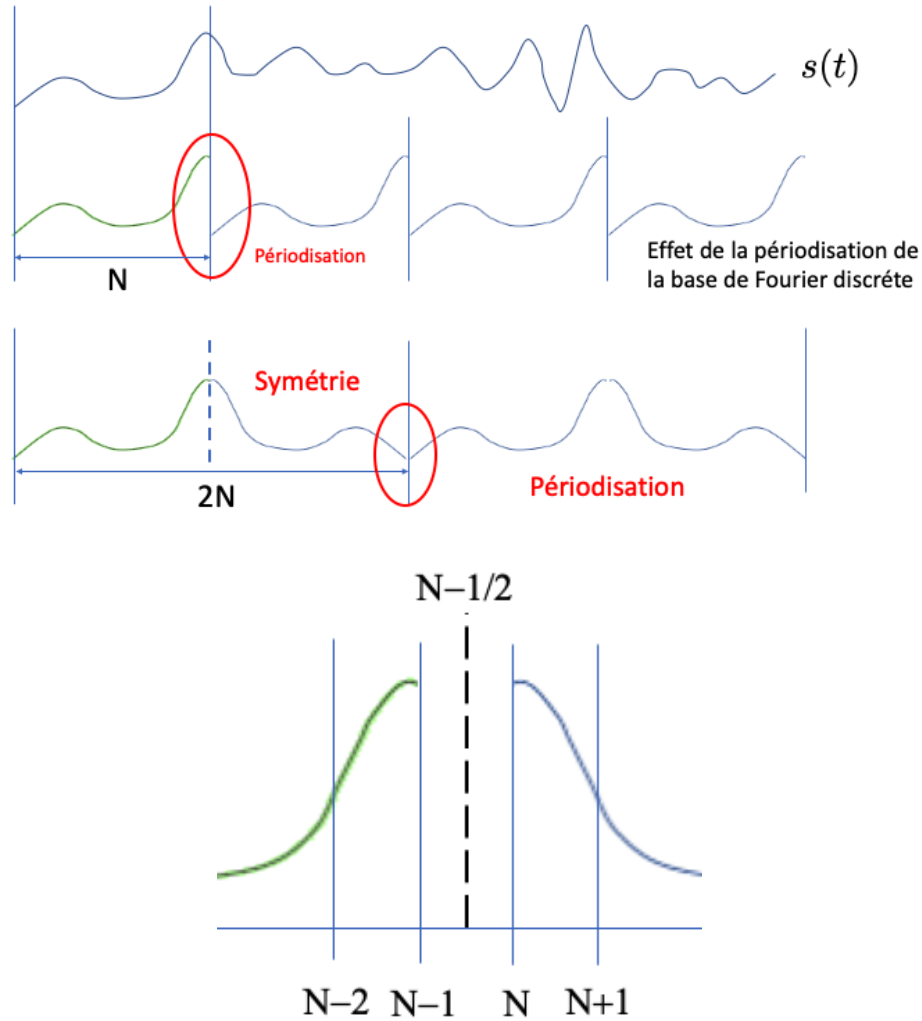 s(t)
Périodisation
Effet de la périodisation de
la base de Fourier discréte
N
Symétrie
2N
Périodisation
N−1/2
N−2 N−1 N N+1